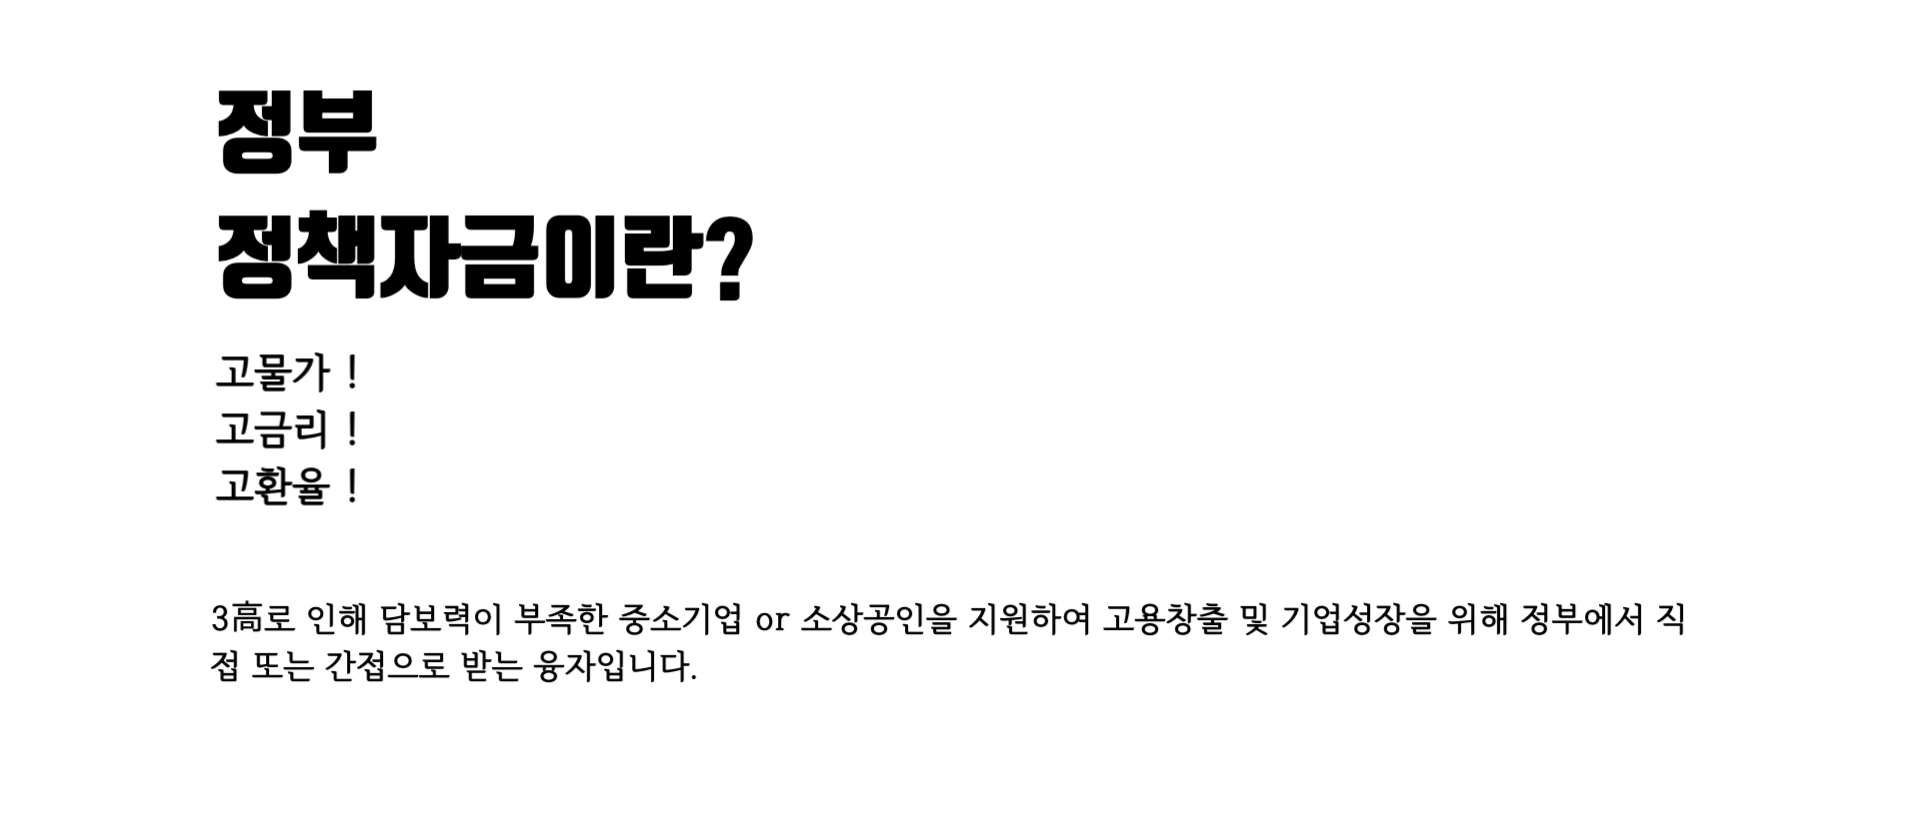 정부
정책자금이란?
고물가 !
고금리 !
고환율 !
3高로 인해 담보력이 부족한 중소기업 or 소상공인을 지원하여 고용창출 및 기업성장을 위해 정부에서 직
접 또는 간접으로 받는 융자입니다.